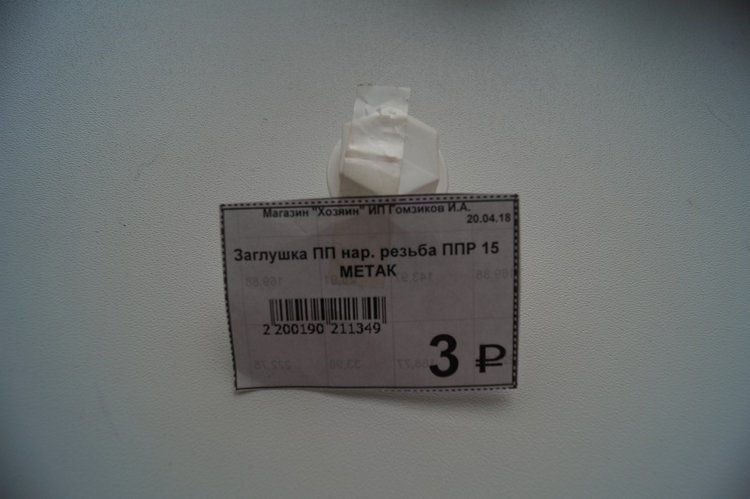 Магазин "Хозяин" ИП Гомзиков И.А.
20.04.18
Заглушка ПП нар. резьба ППР 15
МЕТАК
2 200190 211349
3 ₽